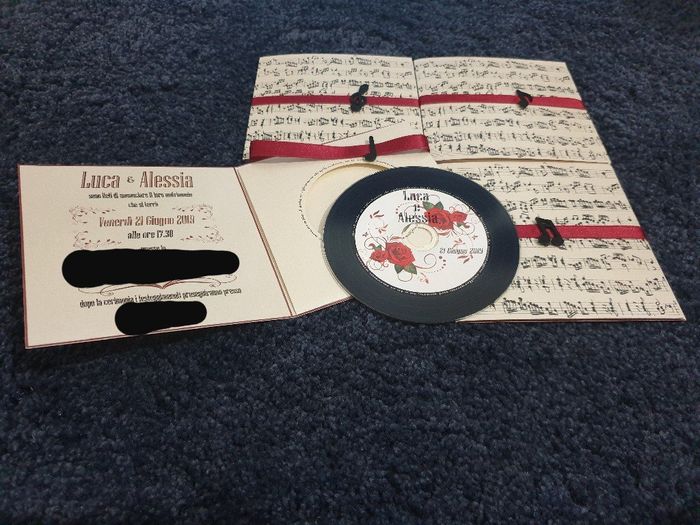 Luca & Alessia
sono lieti di annunciare il loro matrimonio
che si terrà
Venerdì 21 Giugno 2019
alle ore 17.30
presso
dopo la cerimonia i festeggiamenti proseguiranno presso
Luca
&
Alessia
21 Giugno 2019